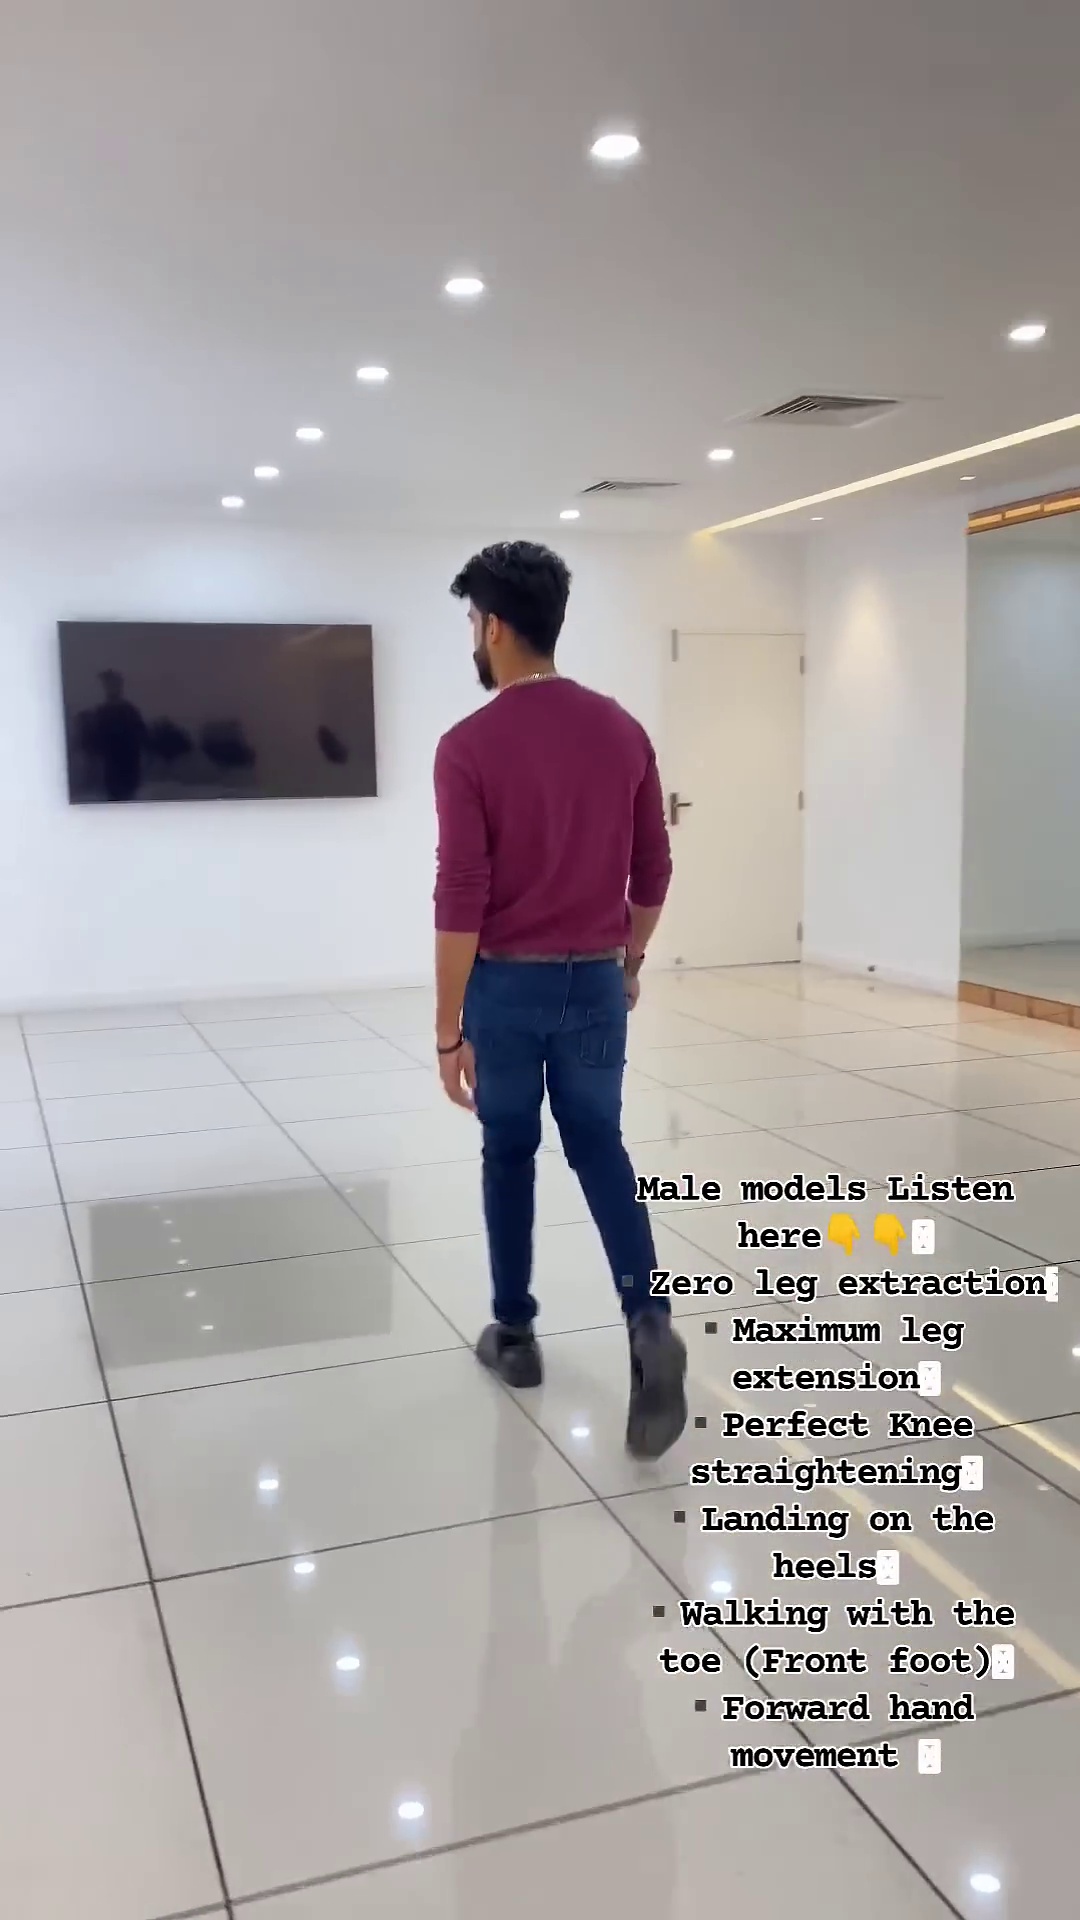 Male models Listen
here👇👇
▪ Zero leg extraction
▪ Maximum leg
extension
▪ Perfect Knee
straightening
▪ Landing on the
heels
▪ Walking with the
toe (Front foot)
▪ Forward hand
movement